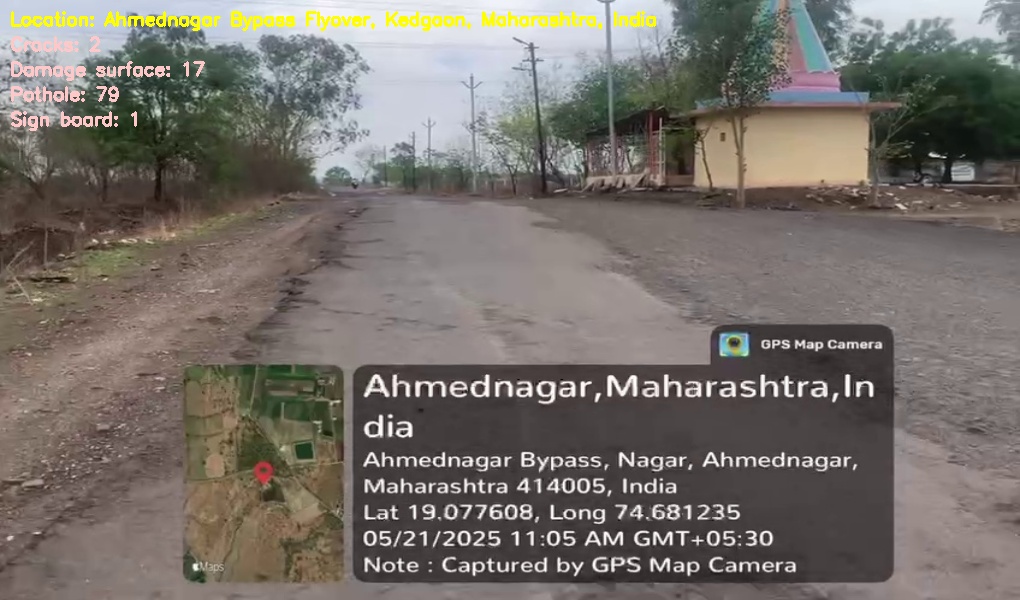 Location: Ahmednagar Bypass Flyover, Kedgaon, Maharashtra, India
Cracks: 2
Damage surface: 17
Pothole: 79
Sign board: 1
GPS Map Camera
Ahmednagar,Maharashtra,In
dia
Ahmednagar Bypass, Nagar, Ahmednagar,
Maharashtra 414005, India
Lat 19.077608, Long 74.681235
05/21/2025 11:05 AM GMT+05:30
Note : Captured by GPS Map Camera
Maps